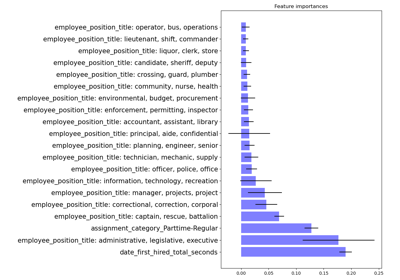 Feature importances
employee_position_title: operator, bus, operations
employee_position_title: lieutenant, shift, commander
employee_position_title: liquor, clerk, store
employee_position_title: candidate, sheriff, deputy
employee_position_title: crossing, guard, plumber
employee_position_title: community, nurse, health
employee_position_title: environmental, budget, procurement
employee_position_title: enforcement, permitting, inspector
employee_position_title: accountant, assistant, library
employee_position_title: principal, aide, confidential
employee_position_title: planning, engineer, senior
employee_position_title: technician, mechanic, supply
employee_position_title: officer, police, office
employee_position_title: information, technology, recreation
employee_position_title: manager, projects, project
employee_position_title: correctional, correction, corporal
employee_position_title: captain, rescue, battalion
assignment_category_Parttime-Regular
employee_position_title: administrative, legislative, executive
date_first_hired_total_seconds
0.00 0.05 0.10 0.15 0.20 0.25